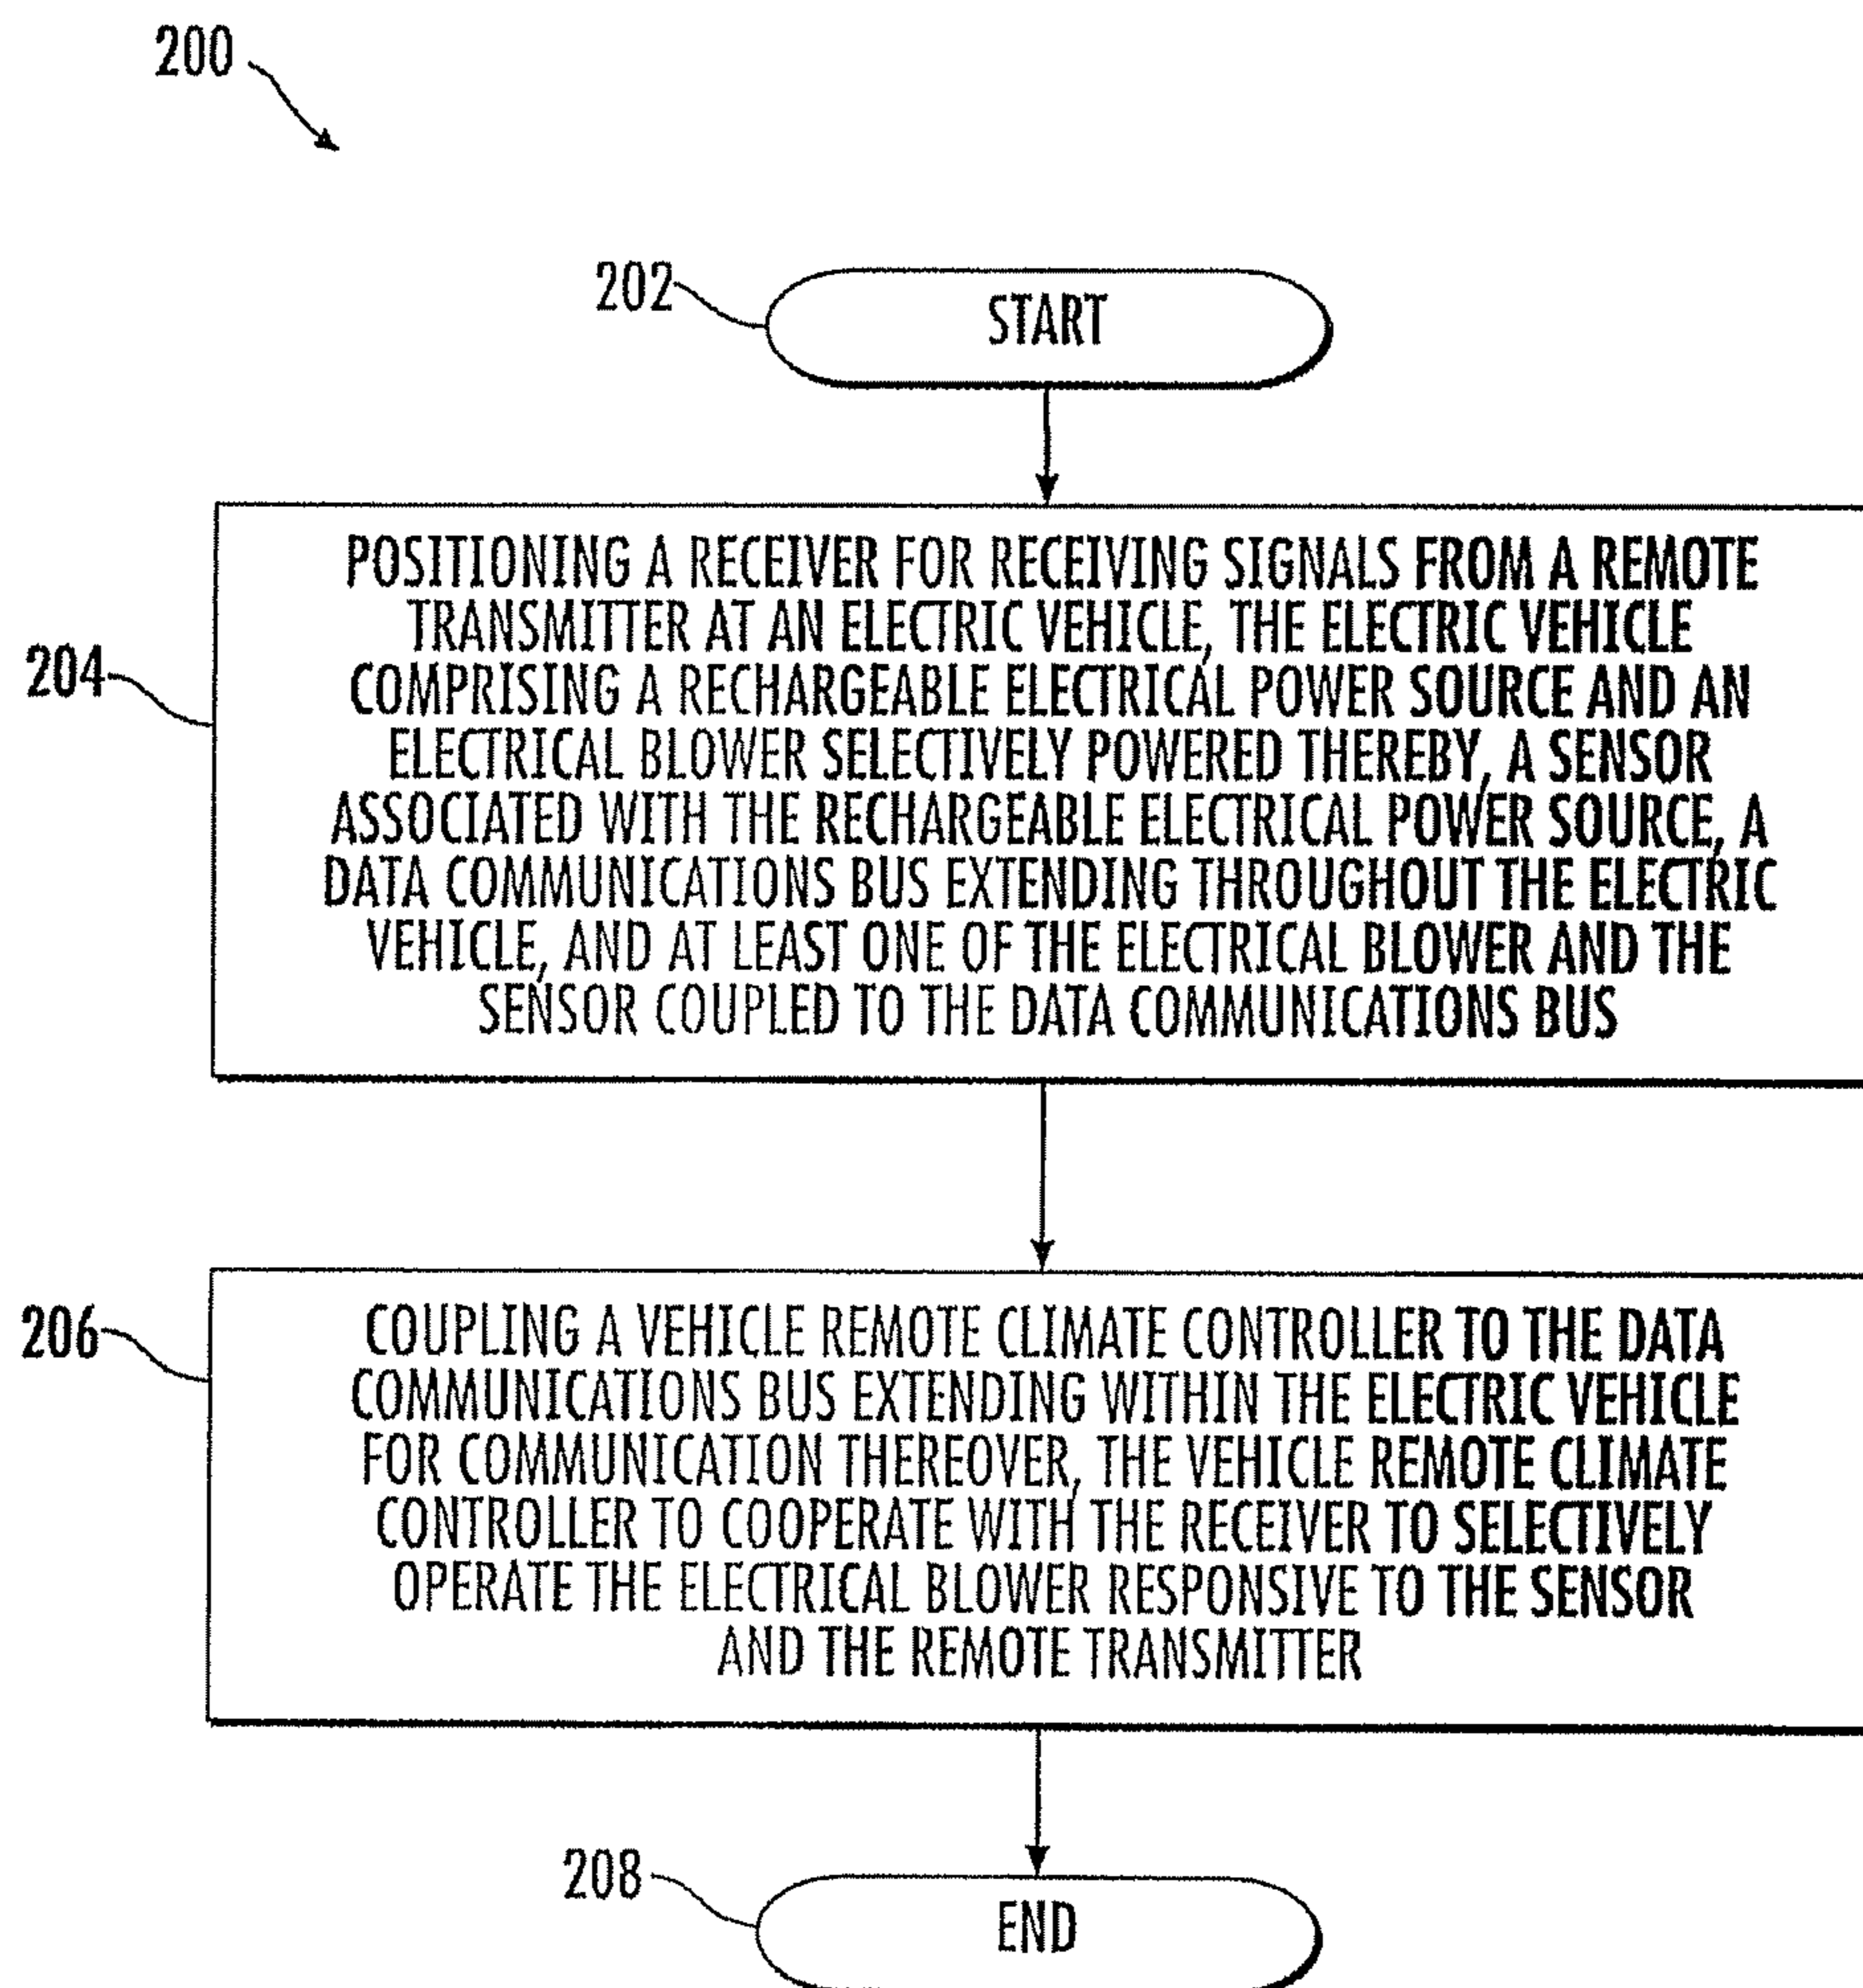 200
202
START
204
POSITIONING A RECEIVER FOR RECEIVING SIGNALS FROM A REMOTE
TRANSMITTER AT AN ELECTRIC VEHICLE, THE ELECTRIC VEHICLE
COMPRISING A RECHARGEABLE ELECTRICAL POWER SOURCE AND AN
ELECTRICAL BLOWER SELECTIVELY POWERED THEREBY, A SENSOR
ASSOCIATED WITH THE RECHARGEABLE ELECTRICAL POWER SOURCE, A
DATA COMMUNICATIONS BUS EXTENDING THROUGHOUT THE ELECTRIC
VEHICLE, AND AT LEAST ONE OF THE ELECTRICAL BLOWER AND THE
SENSOR COUPLED TO THE DATA COMMUNICATIONS BUS
206
COUPLING A VEHICLE REMOTE CLIMATE CONTROLLER TO THE DATA
COMMUNICATIONS BUS EXTENDING WITHIN THE ELECTRIC VEHICLE
FOR COMMUNICATION THEREOVER, THE VEHICLE REMOTE CLIMATE
CONTROLLER TO COOPERATE WITH THE RECEIVER TO SELECTIVELY
OPERATE THE ELECTRICAL BLOWER RESPONSIVE TO THE SENSOR
AND THE REMOTE TRANSMITTER
208
END